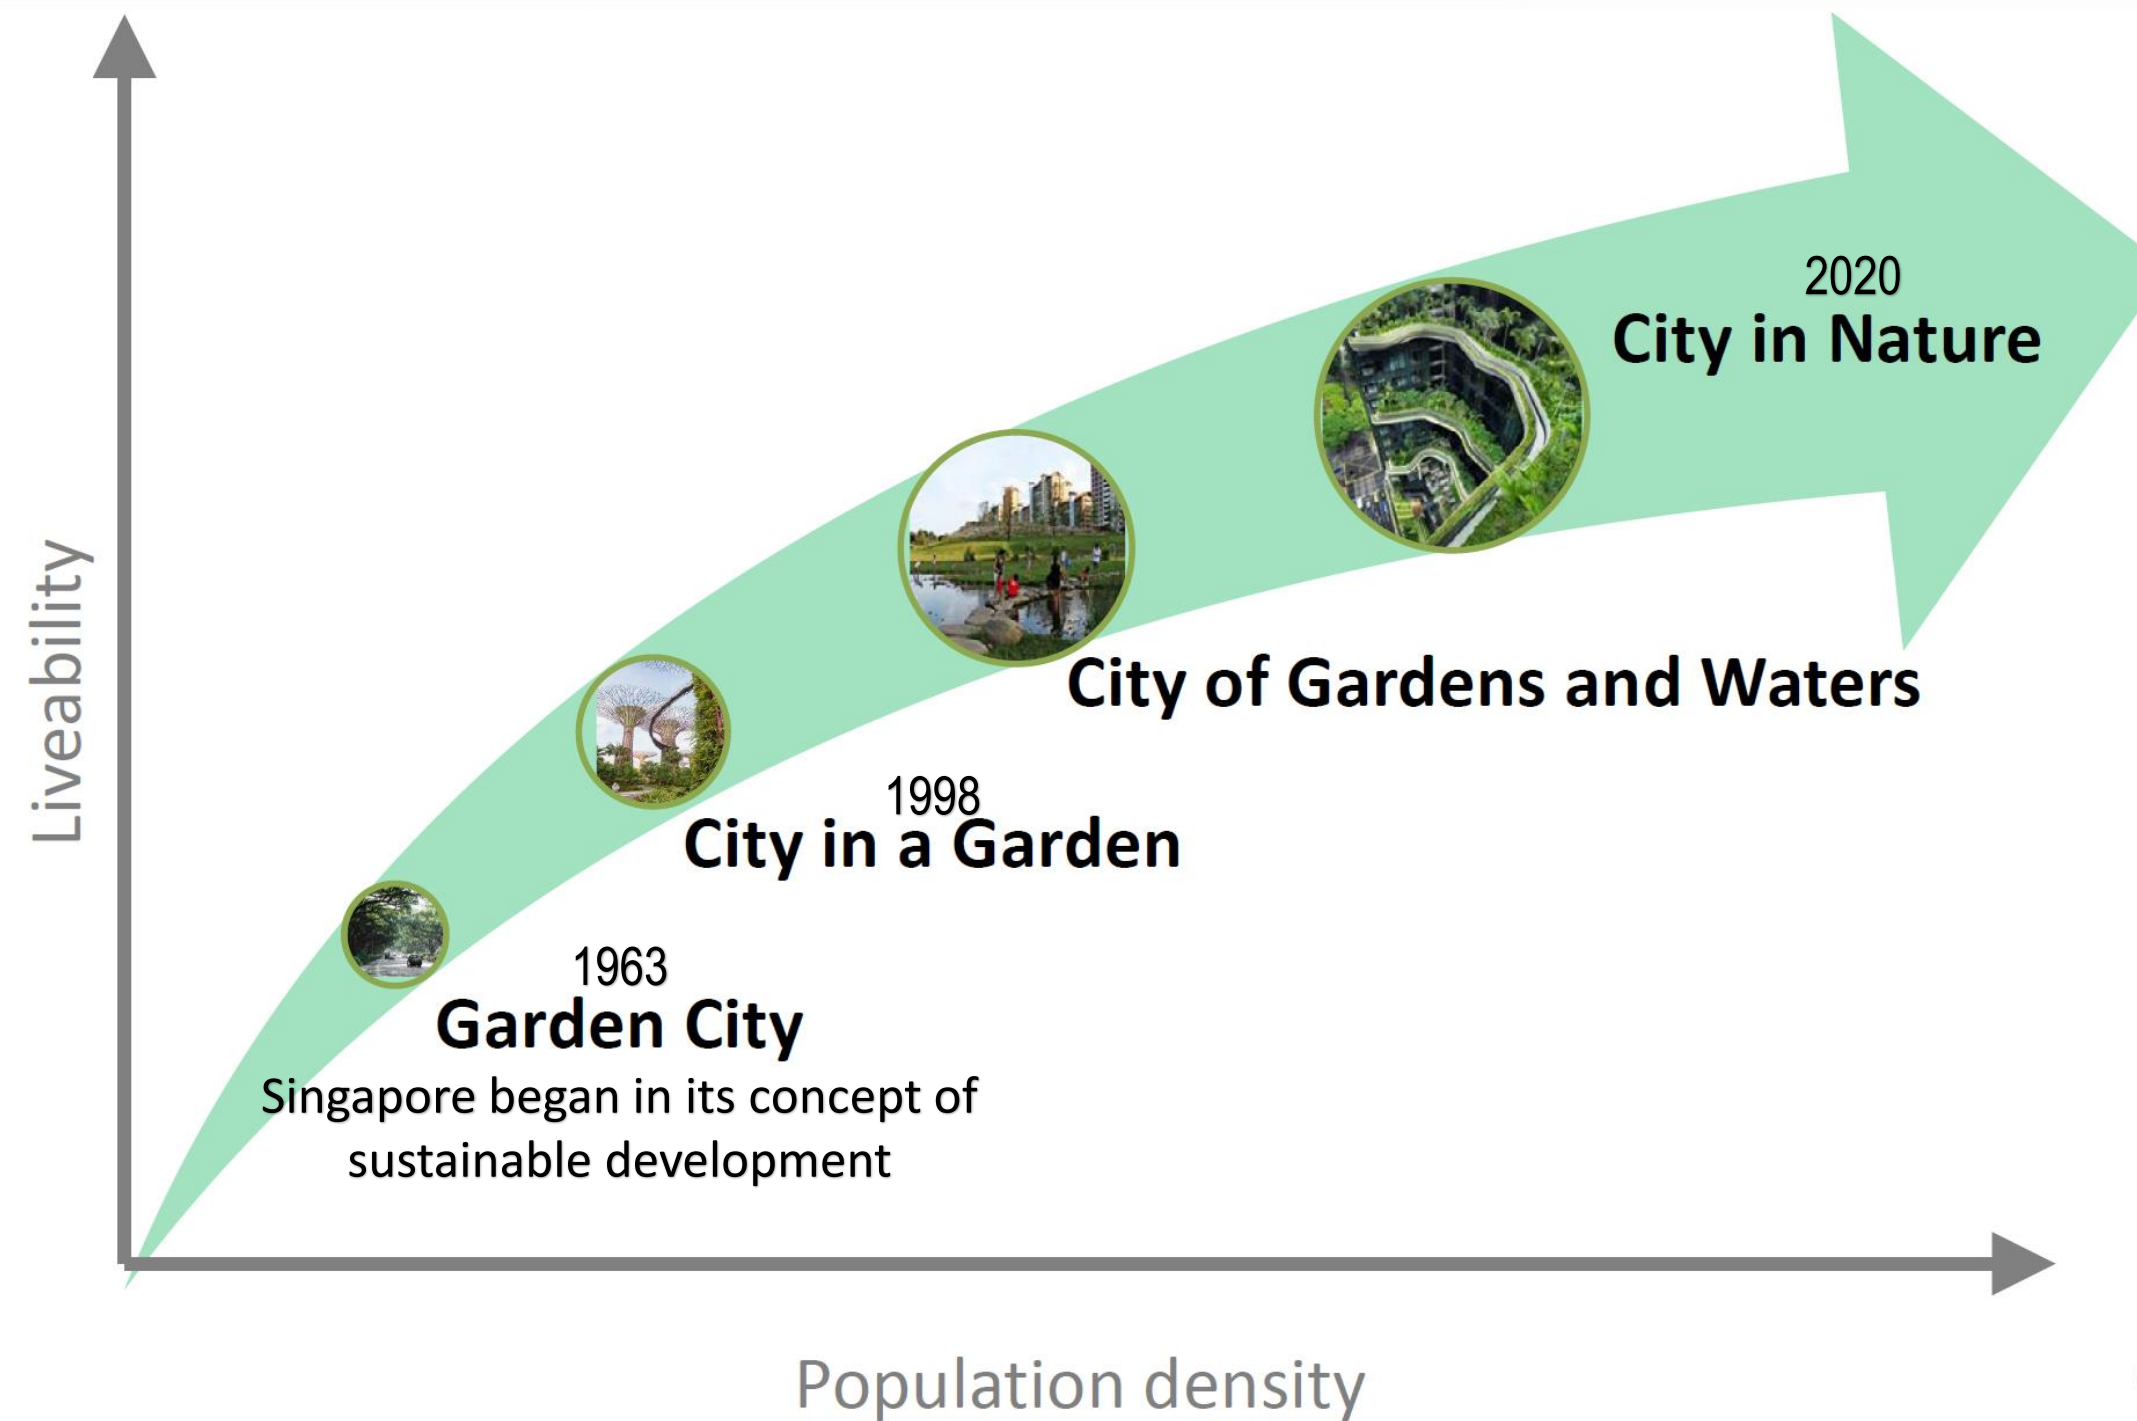 2020
City in Nature
City of Gardens and Waters
1998
City in a Garden
1963
Garden City
Singapore began in its concept of
sustainable development
Liveability
Population density